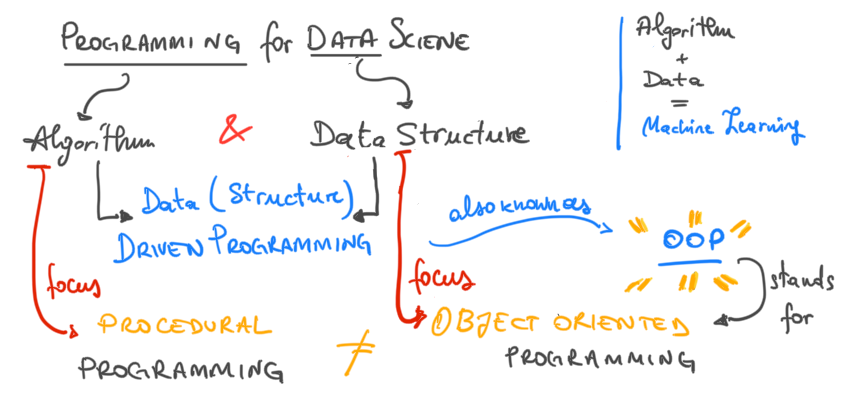 PROGRAMMING for DATA SCIENE
Algorithm
+
Data
=
Machine Learning
Algorithm & Data Structure
Data (Structure)
DRIVEN PROGRAMMING
also known as
OOP
focus
focus
stands
for
PROCEDURAL
PROGRAMMING
≠
OBJECT ORIENTED
PROGRAMMING